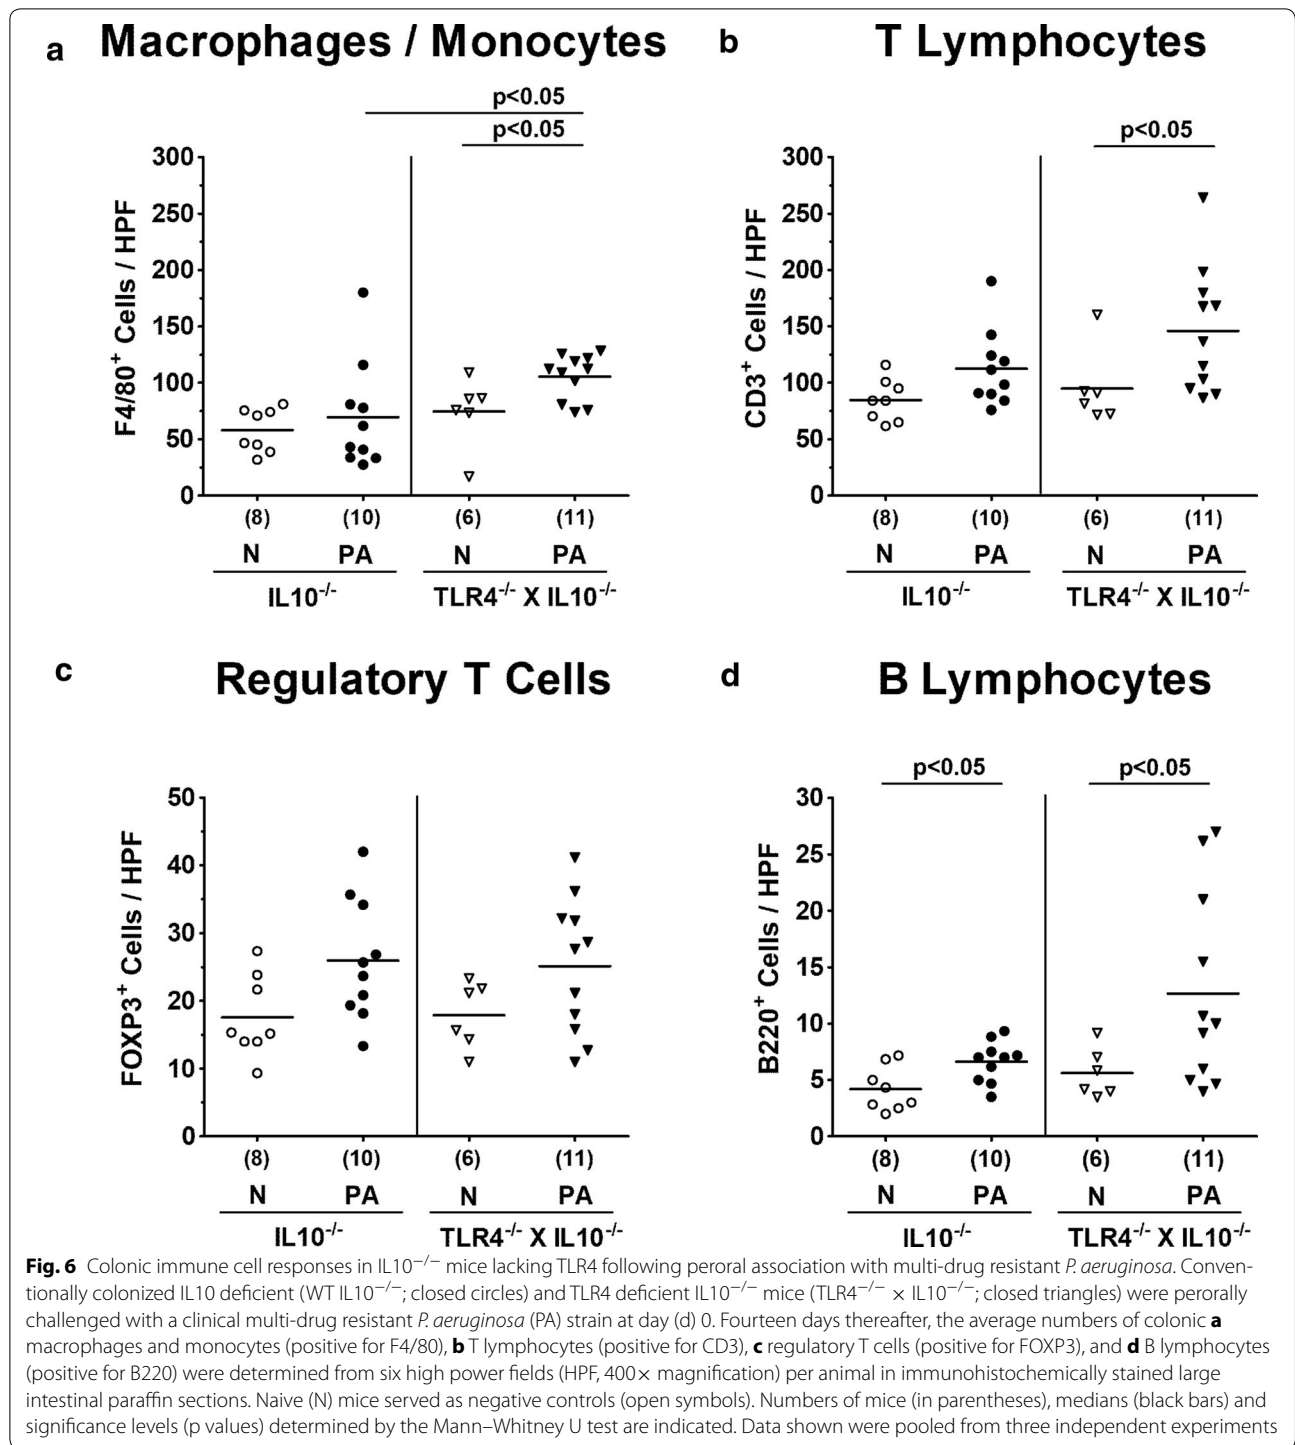 a Macrophages / Monocytes
p<0.05
p<0.05
F4/80+ Cells / HPF
300
250
200
150
100
50
0
(8) (10) (6) (11)
N PA N PA
IL10-/- TLR4-/- X IL10-/-
b T Lymphocytes
p<0.05
CD3+ Cells / HPF
300
250
200
150
100
50
0
(8) (10) (6) (11)
N PA N PA
IL10-/- TLR4-/- X IL10-/-
c Regulatory T Cells
FOXP3+ Cells / HPF
50
40
30
20
10
0
(8) (10) (6) (11)
N PA N PA
IL10-/- TLR4-/- X IL10-/-
d B Lymphocytes
p<0.05 p<0.05
B220+ Cells / HPF
30
25
20
15
10
5
0
(8) (10) (6) (11)
N PA N PA
IL10-/- TLR4-/- X IL10-/-
Fig. 6 Colonic immune cell responses in IL10−/− mice lacking TLR4 following peroral association with multi-drug resistant P. aeruginosa. Conven-
tionally colonized IL10 deficient (WT IL10−/−; closed circles) and TLR4 deficient IL10−/− mice (TLR4−/− × IL10−/−; closed triangles) were perorally
challenged with a clinical multi-drug resistant P. aeruginosa (PA) strain at day (d) 0. Fourteen days thereafter, the average numbers of colonic a
macrophages and monocytes (positive for F4/80), b T lymphocytes (positive for CD3), c regulatory T cells (positive for FOXP3), and d B lymphocytes
(positive for B220) were determined from six high power fields (HPF, 400× magnification) per animal in immunohistochemically stained large
intestinal paraffin sections. Naive (N) mice served as negative controls (open symbols). Numbers of mice (in parentheses), medians (black bars) and
significance levels (p values) determined by the Mann–Whitney U test are indicated. Data shown were pooled from three independent experiments